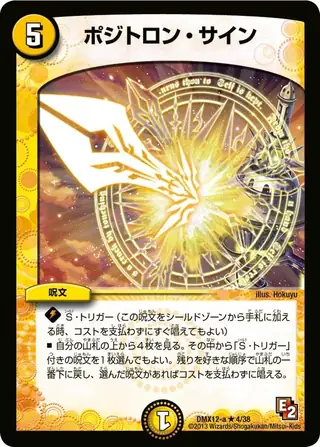 5
ポジトロン・サイン
illus. Hokuyu
呪文
S・トリガー(この呪文をシールドゾーンから手札に加え
る時、コストを支払わずにすぐ唱えてもよい)
■ 自分の山札の上から4枚を見る。その中から「S・トリガー」
付きの呪文を1枚選んでもよい。残りを好きな順序で山札の一
番下に戻し、選んだ呪文があればコストを支払わずに唱える。
1
E2
DMX12-a★4/38
©2013 Wizards/Shogakukan/Mitsui-Kids